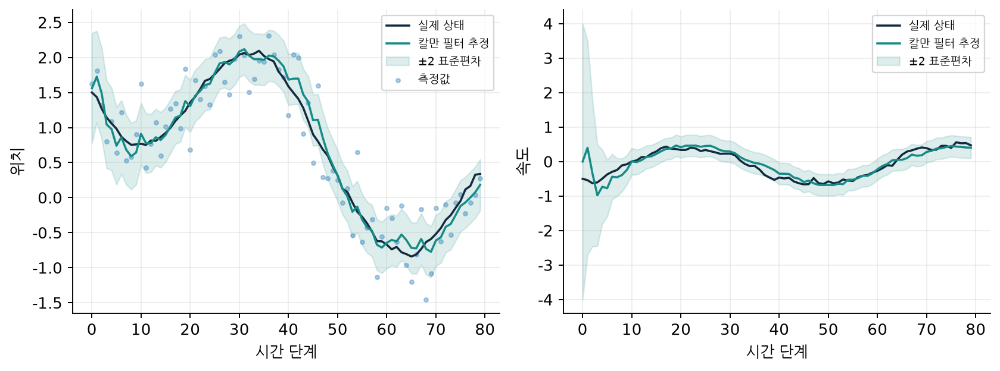 2.5
2.0
1.5
1.0
0.5
0.0
-0.5
-1.0
-1.5
위치
0 10 20 30 40 50 60 70 80
시간 단계
실제 상태
칼만 필터 추정
±2 표준편차
측정값
4
3
2
1
0
-1
-2
-3
-4
속도
0 10 20 30 40 50 60 70 80
시간 단계
실제 상태
칼만 필터 추정
±2 표준편차